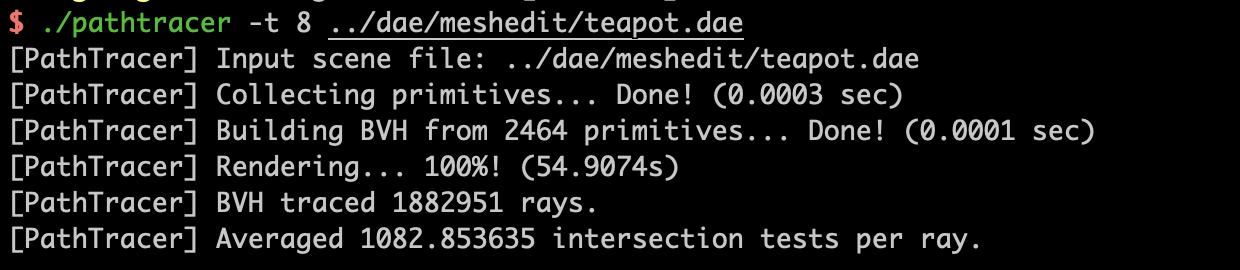 $ ./pathtracer -t 8 ../dae/meshedit/teapot.dae
[PathTracer] Input scene file: ../dae/meshedit/teapot.dae
[PathTracer] Collecting primitives... Done! (0.0003 sec)
[PathTracer] Building BVH from 2464 primitives... Done! (0.0001 sec)
[PathTracer] Rendering... 100%! (54.9074s)
[PathTracer] BVH traced 1882951 rays.
[PathTracer] Averaged 1082.853635 intersection tests per ray.